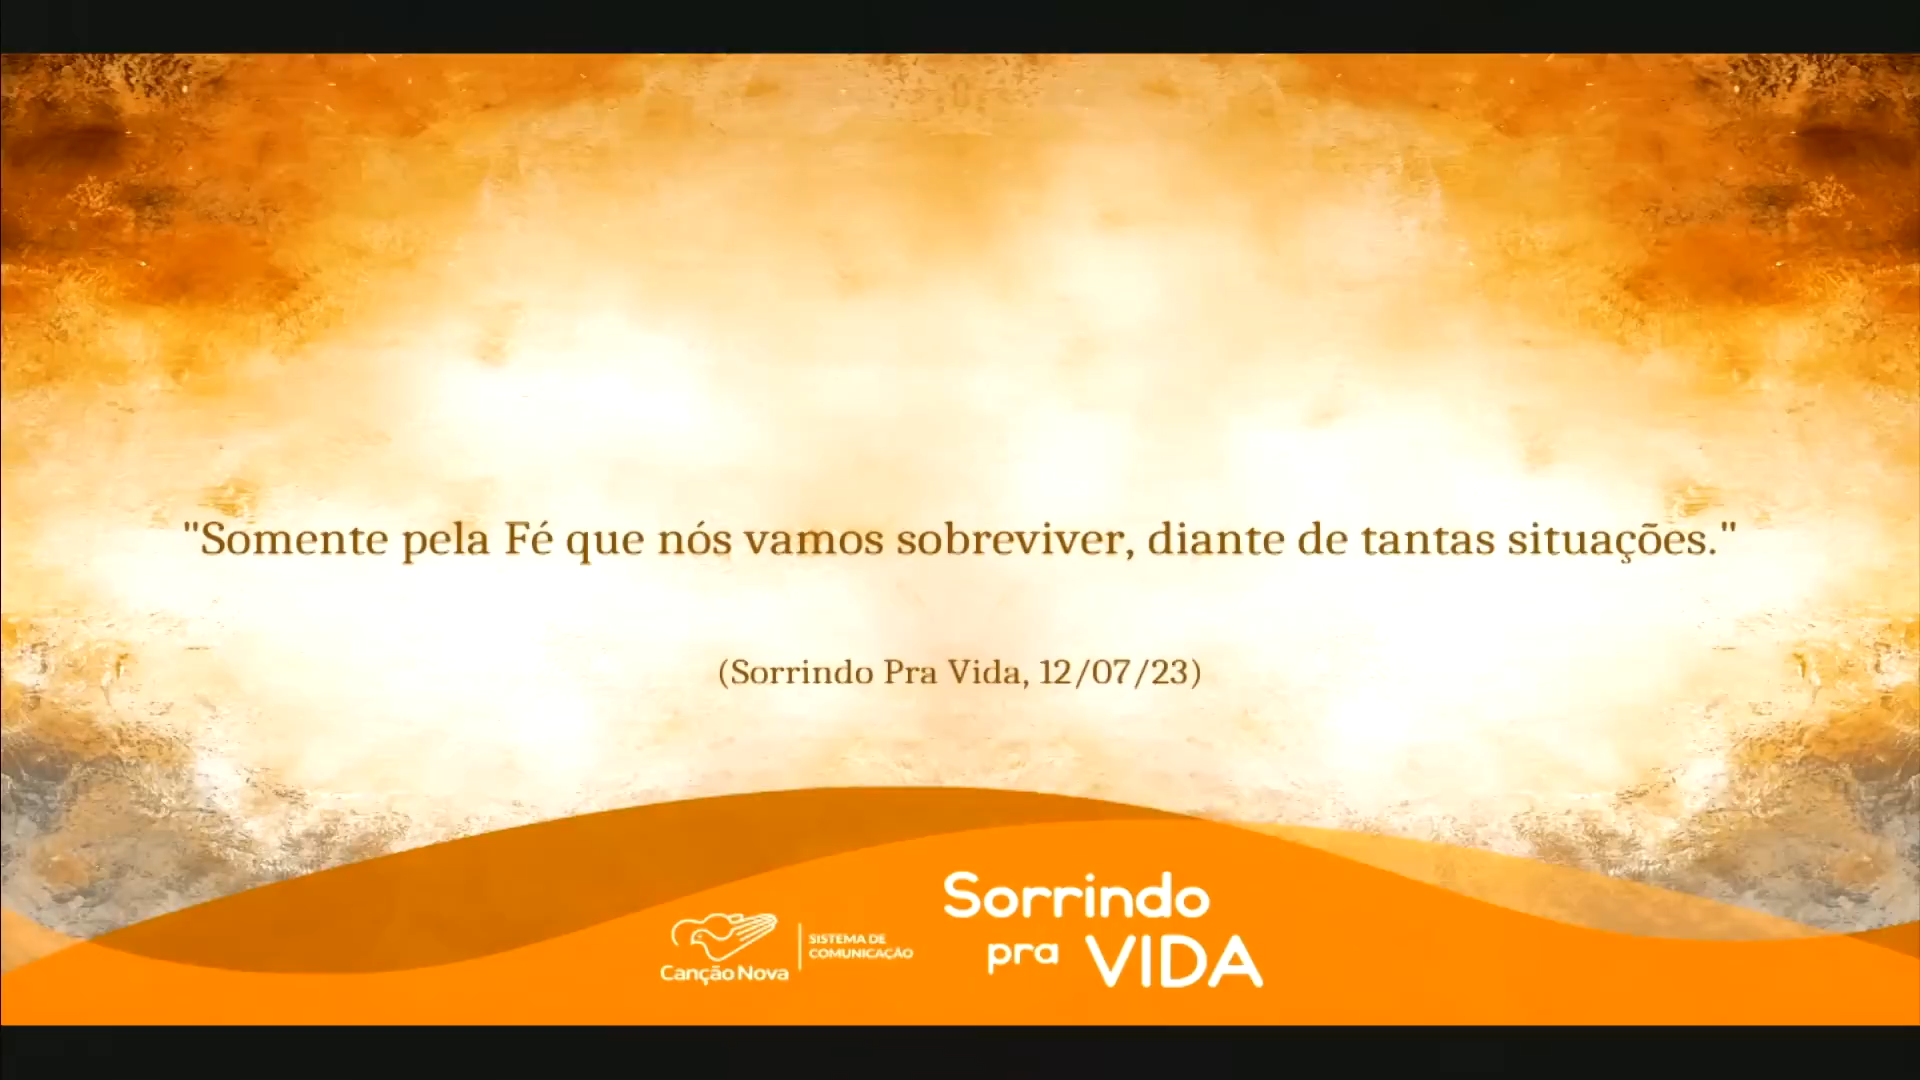 "Somente pela Fé que nós vamos sobreviver, diante de tantas situações."
(Sorrindo Pra Vida, 12/07/23)
Canção Nova
SISTEMA DE
COMUNICAÇÃO
Sorrindo
pra VIDA